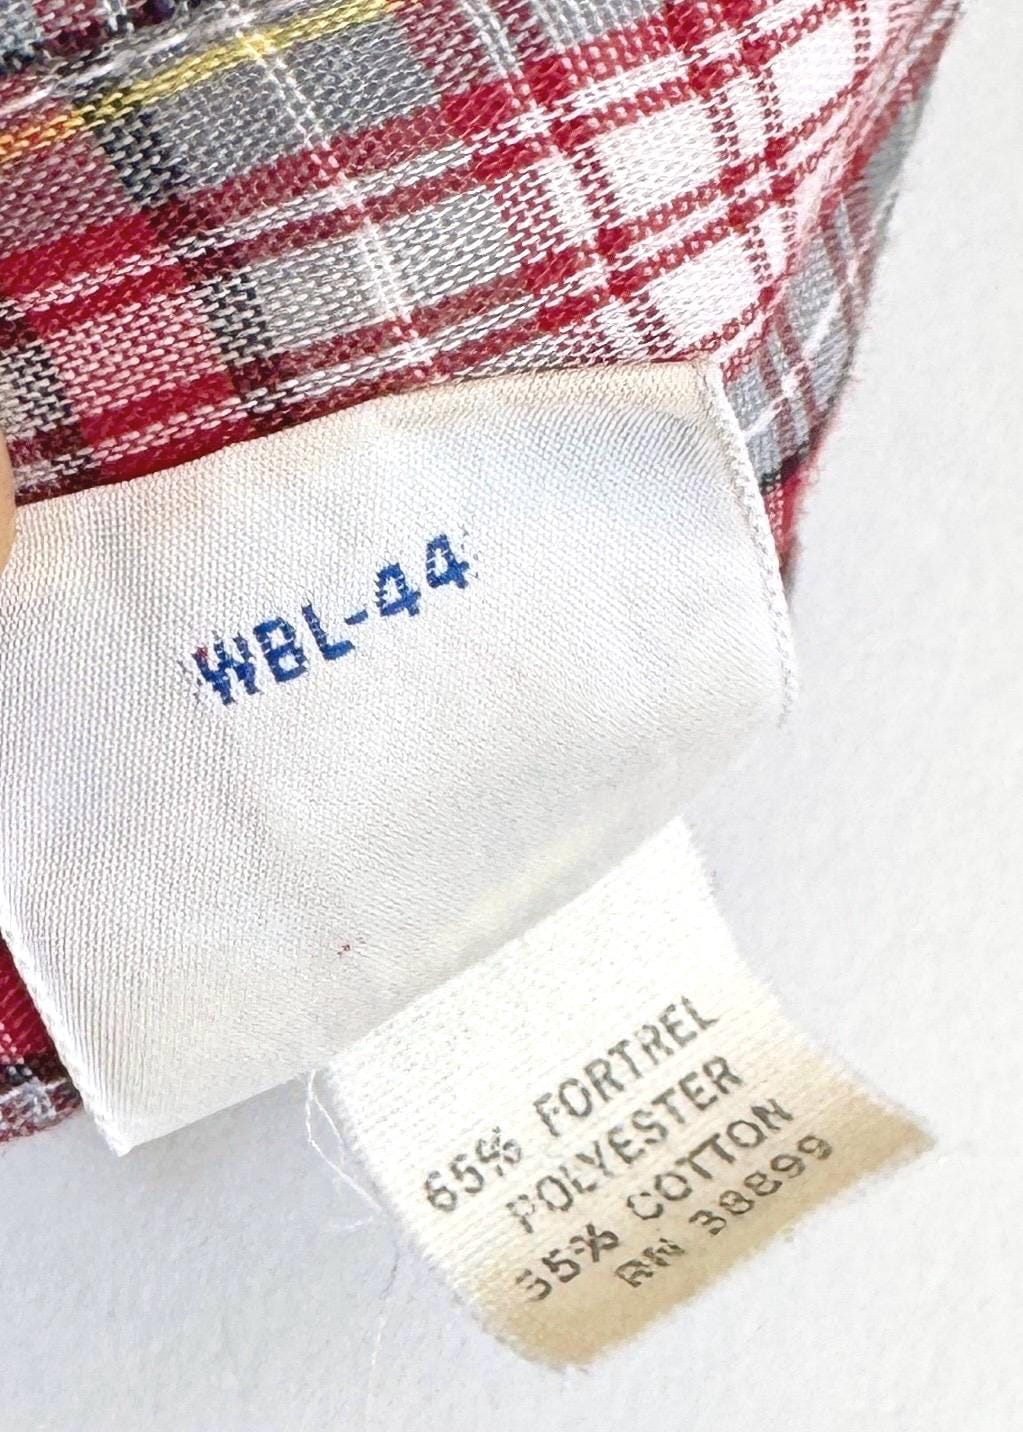 WBL-44
65% FORTREL
POLYESTER
35% COTTON
RN 38899